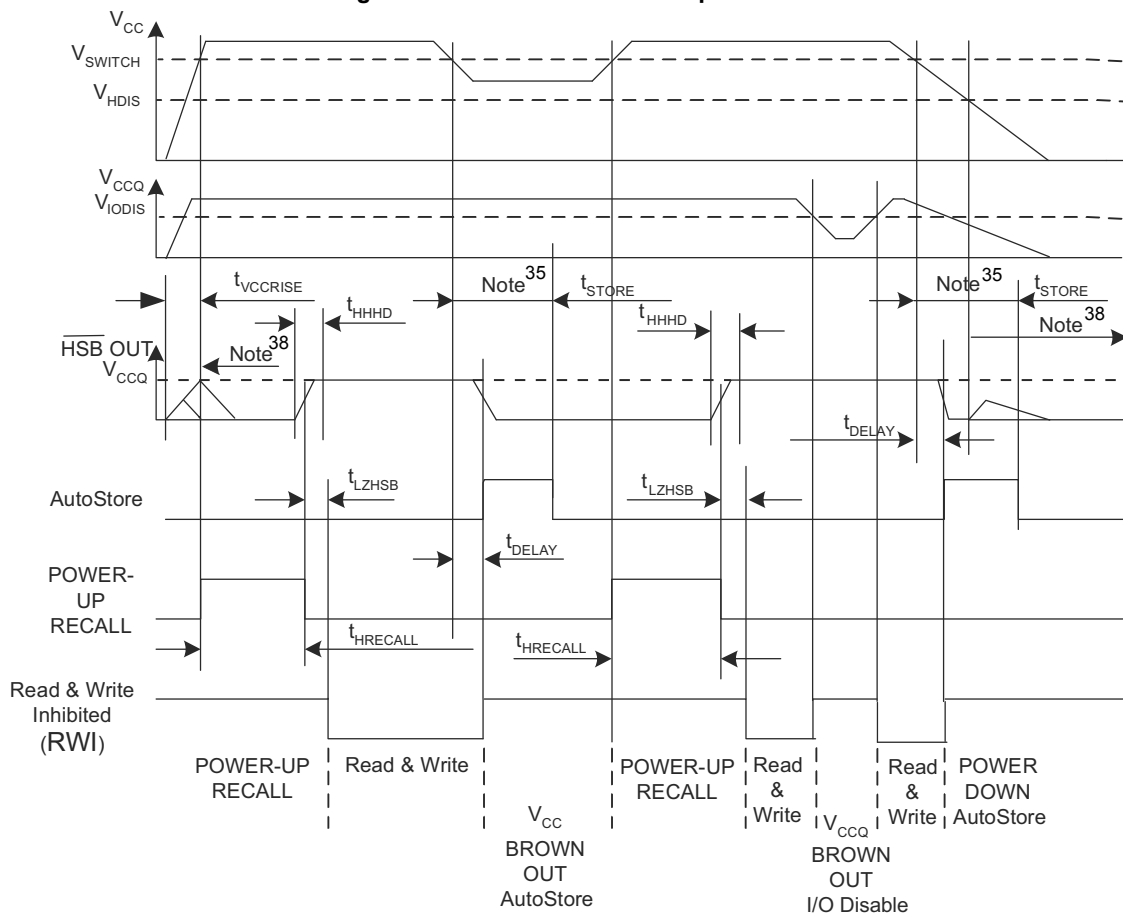 V_CC
V_SWITCH
V_HDIS
V_CCQ
V_IODIS
t_VCCRISE
Note 35
t_STORE
Note 35
t_STORE
t_HHHD
t_HHHD
Note 38
HSB OUT
Note 38
V_CCQ
t_DELAY
t_LZHSB
t_LZHSB
AutoStore
t_DELAY
POWER-
UP
RECALL
t_HRECALL
t_HRECALL
Read & Write
Inhibited
(RWI)
POWER-UP
RECALL
Read & Write
V_CC
BROWN
OUT
AutoStore
POWER-UP
RECALL
Read
&
Write
V_CCQ
BROWN
OUT
I/O Disable
Read
&
Write
POWER
DOWN
AutoStore